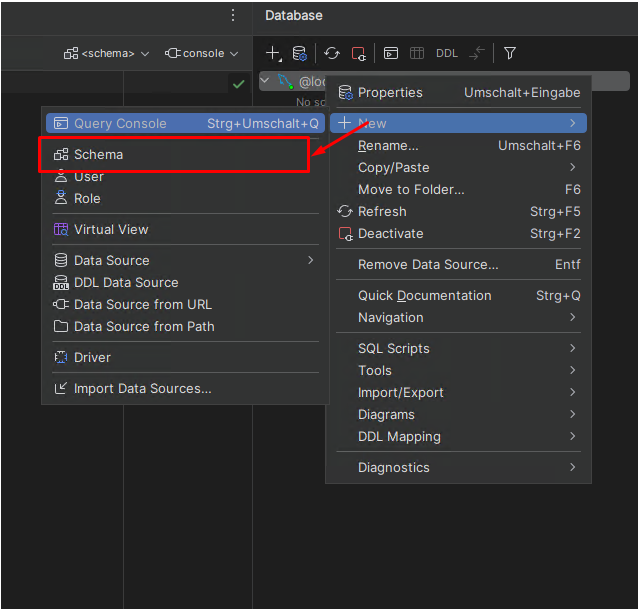 Database
<schema>
console
DDL
@loc
No sc
Properties Umschalt+Eingabe
New
Rename... Umschalt+F6
Copy/Paste
Move to Folder... F6
Refresh Strg+F5
Deactivate Strg+F2
Remove Data Source... Entf
Quick Documentation Strg+Q
Navigation
SQL Scripts
Tools
Import/Export
Diagrams
DDL Mapping
Diagnostics
Query Console Strg+Umschalt+Q
Schema
User
Role
Virtual View
Data Source
DDL Data Source
Data Source from URL
Data Source from Path
Driver
Import Data Sources...